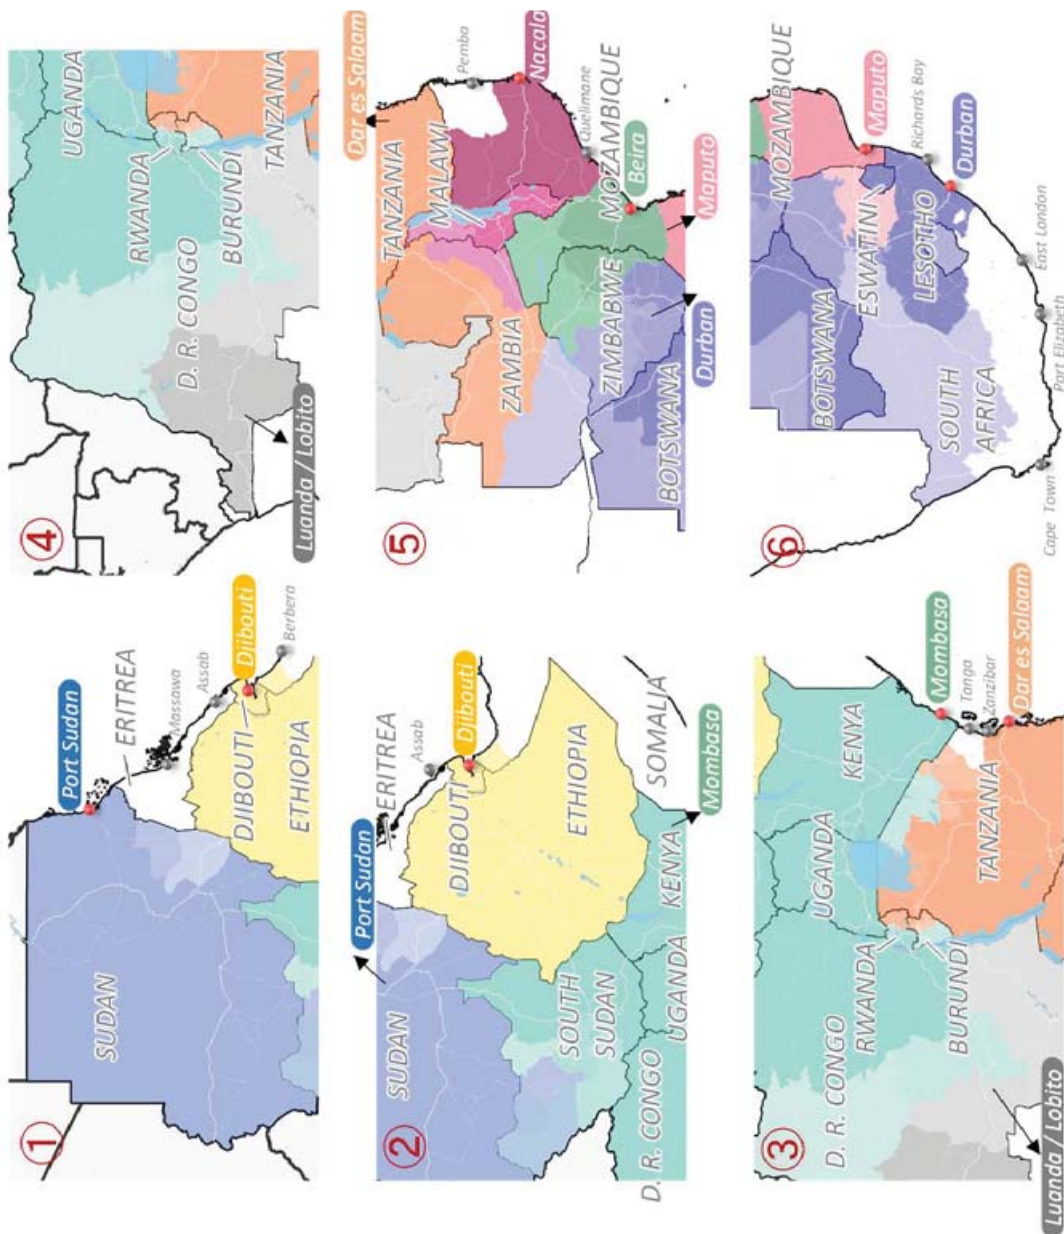 ①
Port Sudan
ERITREA
SUDAN
Massawa
Assab
Djibouti
DJIBOUTI
ETHIOPIA
Berbera
②
Port Sudan
ERITREA
Assab
SUDAN
DJIBOUTI
Djibouti
ETHIOPIA
SOUTH
SUDAN
SOMALIA
D. R. CONGO
UGANDA
KENYA
Mombasa
③
D. R. CONGO
UGANDA
KENYA
RWANDA
Mombasa
Tanga
Zanzibar
BURUNDI
TANZANIA
Dar es Salaam
Luanda / Lobito
④
UGANDA
RWANDA
D. R. CONGO
BURUNDI
TANZANIA
Luanda / Lobito
⑤
TANZANIA
Dar es Salaam
MALAWI
Pemba
ZAMBIA
Nacala
Quelimane
MOZAMBIQUE
ZIMBABWE
Beira
BOTSWANA
Durban
Maputo
⑥
MOZAMBIQUE
BOTSWANA
Maputo
ESWATINI
Richards Bay
LESOTHO
Durban
SOUTH
AFRICA
East London
Port Elizabeth
Cape Town